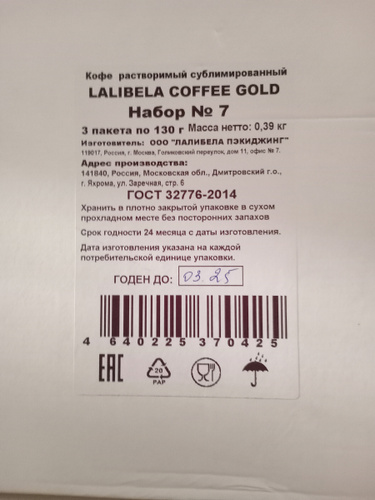 Кофе растворимый сублимированный
LALIBELA COFFEE GOLD
Набор № 7
3 пакета по 130 г Масса нетто: 0,39 кг
Изготовитель: ООО "ЛАЛИБЕЛА ПЭКИДЖИНГ"
119017, Россия, г. Москва, Голиковский переулок, дом 11, офис № 7.
Адрес производства:
141840, Россия, Московская обл., Дмитровский г.о.,
г. Яхрома, ул. Заречная, стр. 6
ГОСТ 32776-2014
Хранить в плотно закрытой упаковке в сухом
прохладном месте без посторонних запахов
Срок годности 24 месяца с даты изготовления.
Дата изготовления указана на каждой
потребительской единице упаковки.
ГОДЕН ДО: 03.25
4 640225 370425
EAC
20
PAP